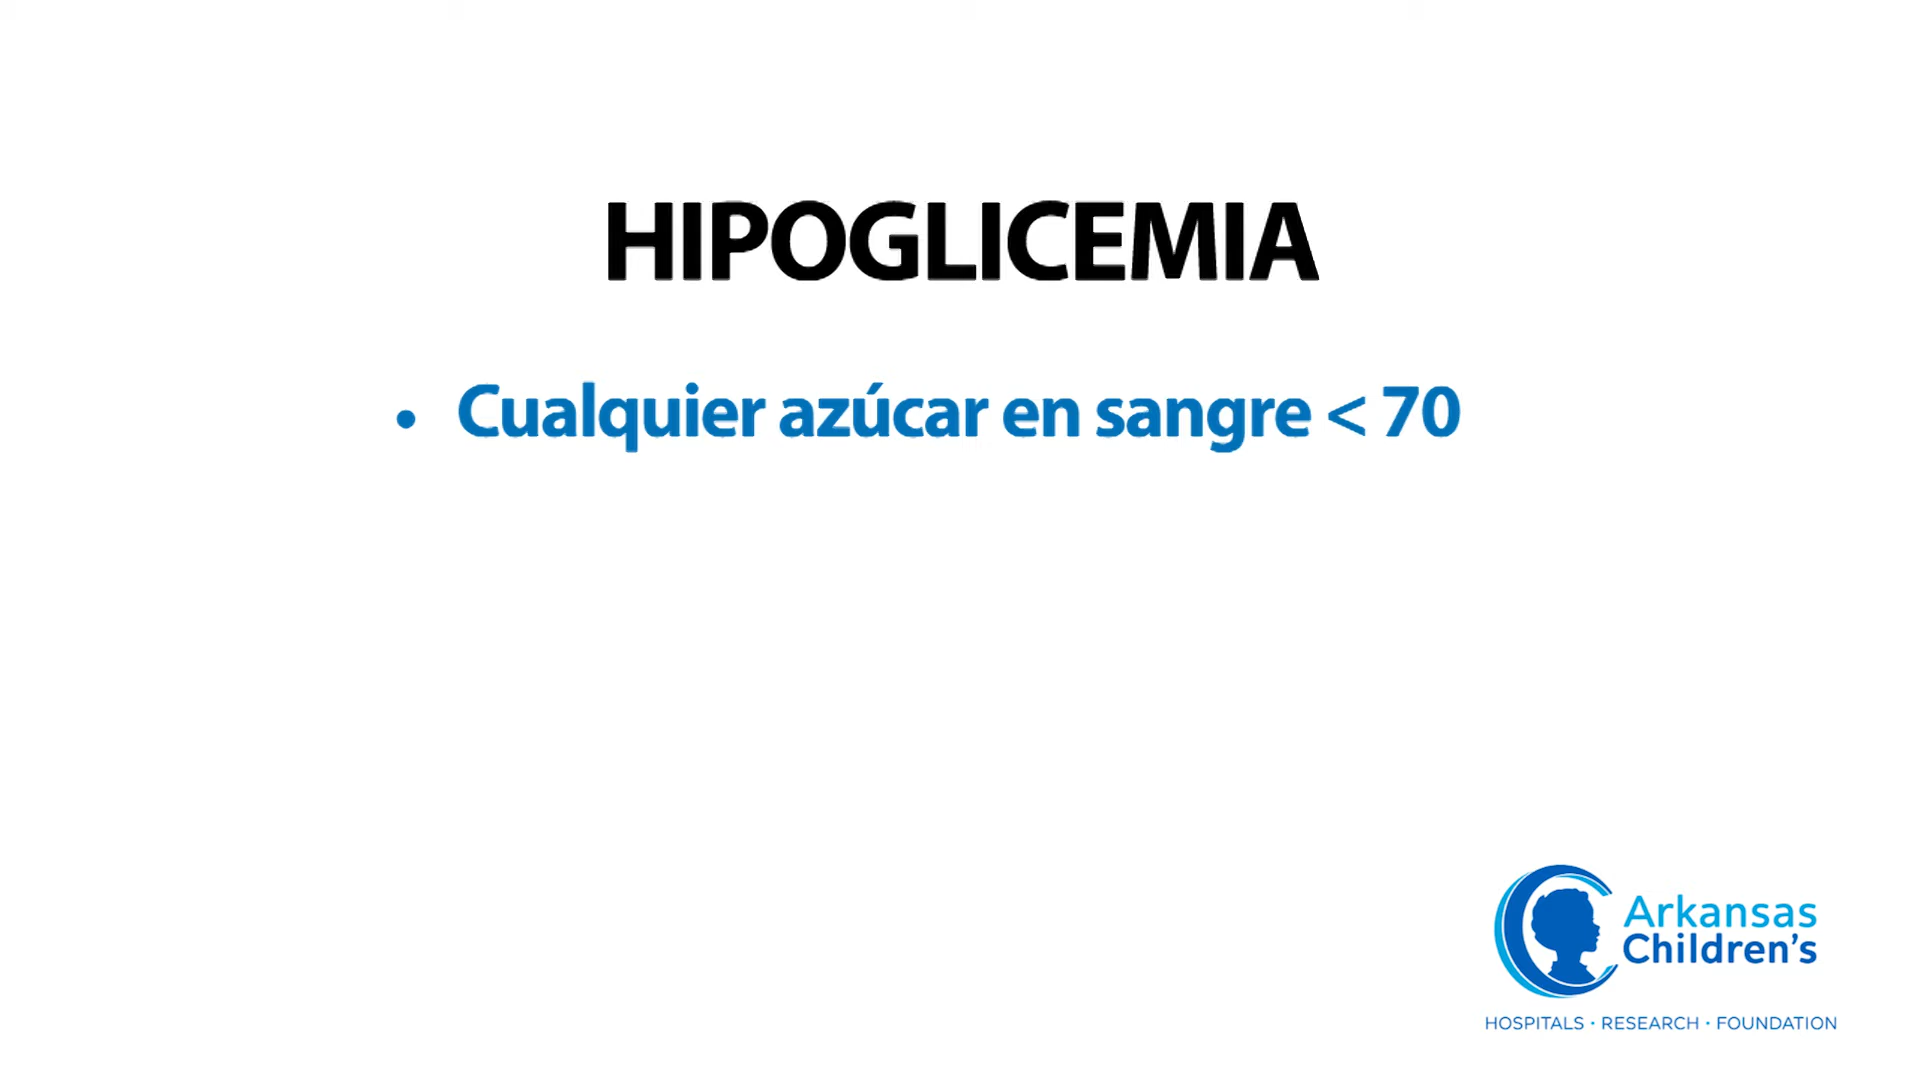 HIPOGLICEMIA
• Cualquier azúcar en sangre < 70
Arkansas
Children's
HOSPITALS · RESEARCH · FOUNDATION